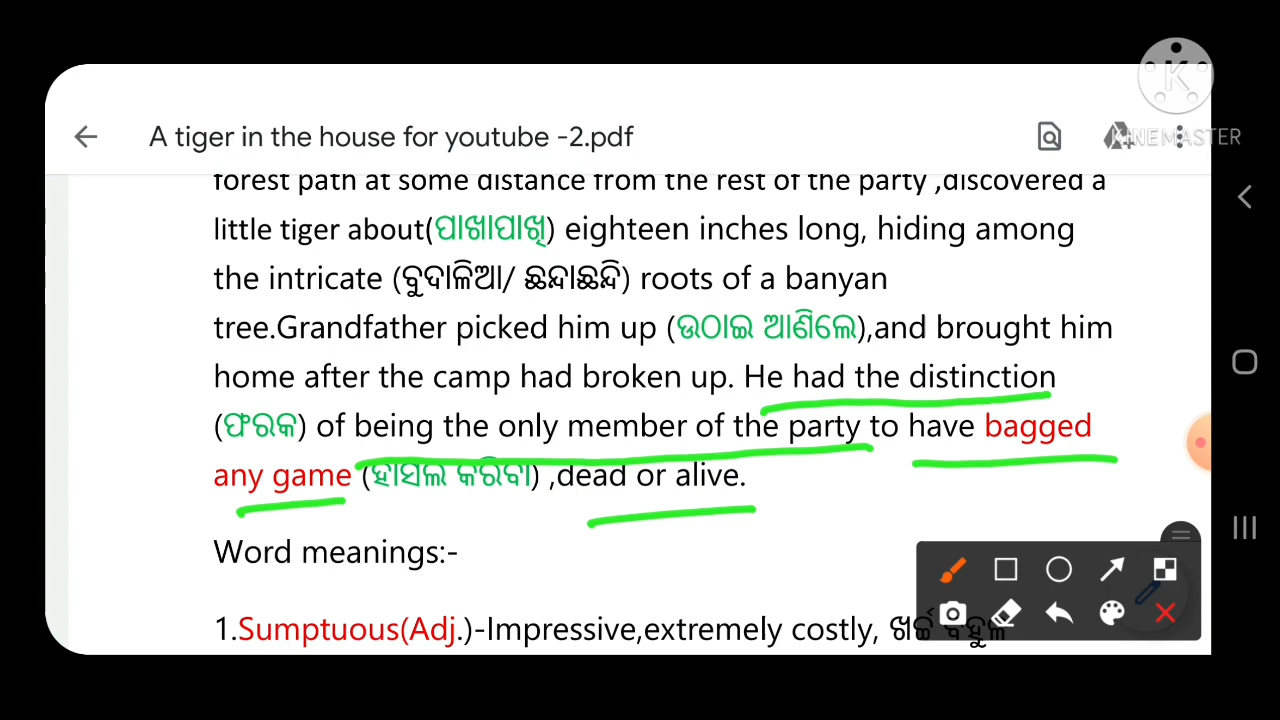 A tiger in the house for youtube -2.pdf
KINEMASTER
forest path at some distance from the rest of the party ,discovered a
little tiger about(ପାଖାପାଖି) eighteen inches long, hiding among
the intricate (ବୁଦାଳିଆ/ ଛନ୍ଦାଛନ୍ଦି) roots of a banyan
tree.Grandfather picked him up (ଉଠାଇ ଆଣିଲେ),and brought him
home after the camp had broken up. He had the distinction
(ଫରକ) of being the only member of the party to have bagged
any game (ହାସଲ କରିବା) ,dead or alive.
Word meanings:-
1.Sumptuous(Adj.)-Impressive,extremely costly, ଖର୍ଚ୍ଚ ବହୁଳ